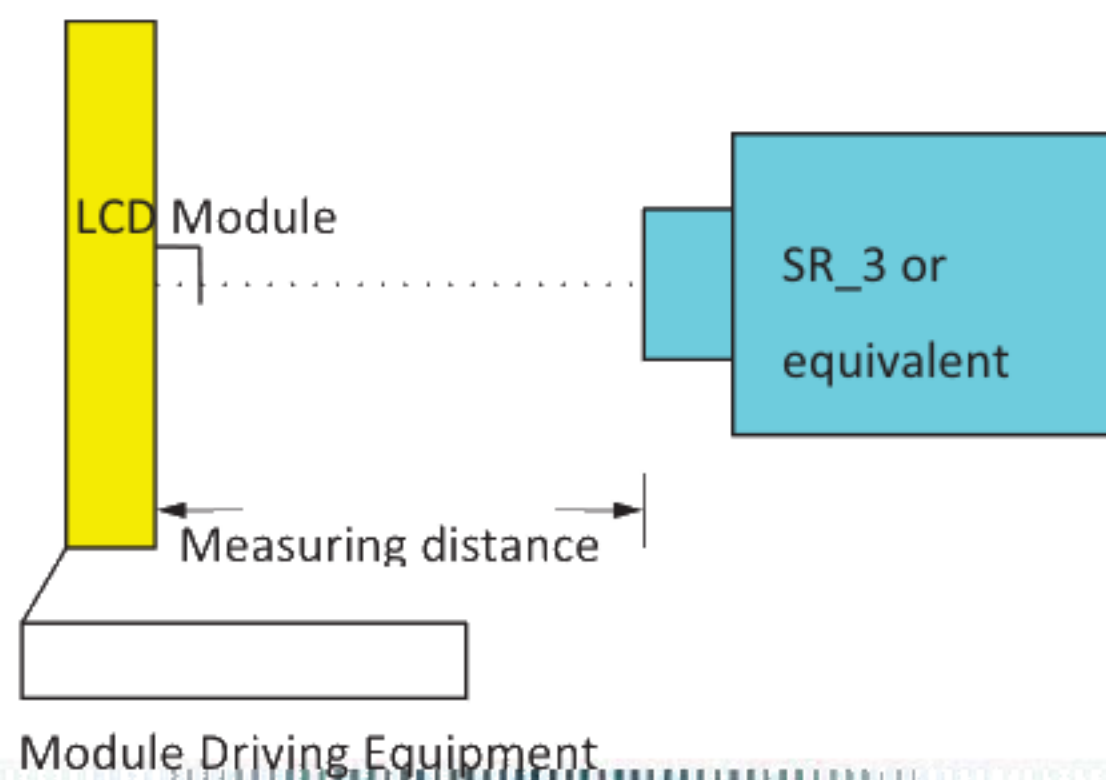 LCD Module
SR_3 or
equivalent
Measuring distance
Module Driving Equipment